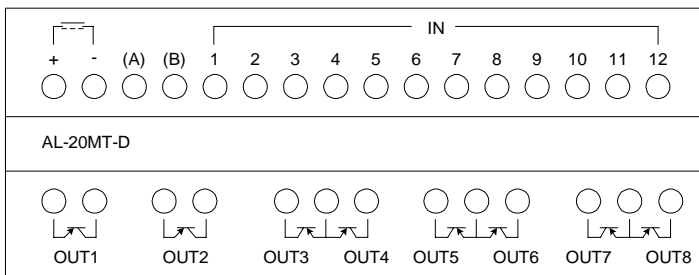 IN
+ - (A) (B) 1 2 3 4 5 6 7 8 9 10 11 12
AL-20MT-D
OUT1 OUT2 OUT3 OUT4 OUT5 OUT6 OUT7 OUT8